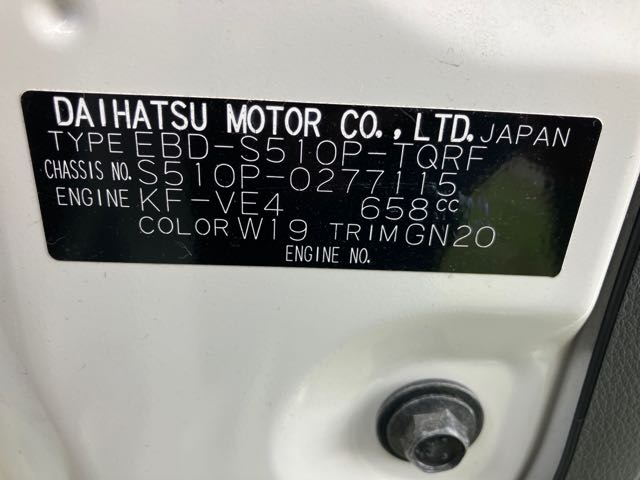 DAIHATSU MOTOR CO., LTD. JAPAN
TYPE EBD-S510P-TQRF
CHASSIS NO. S510P-0277115
ENGINE KF-VE4 658cc
COLOR W19 TRIM GN20
ENGINE NO.